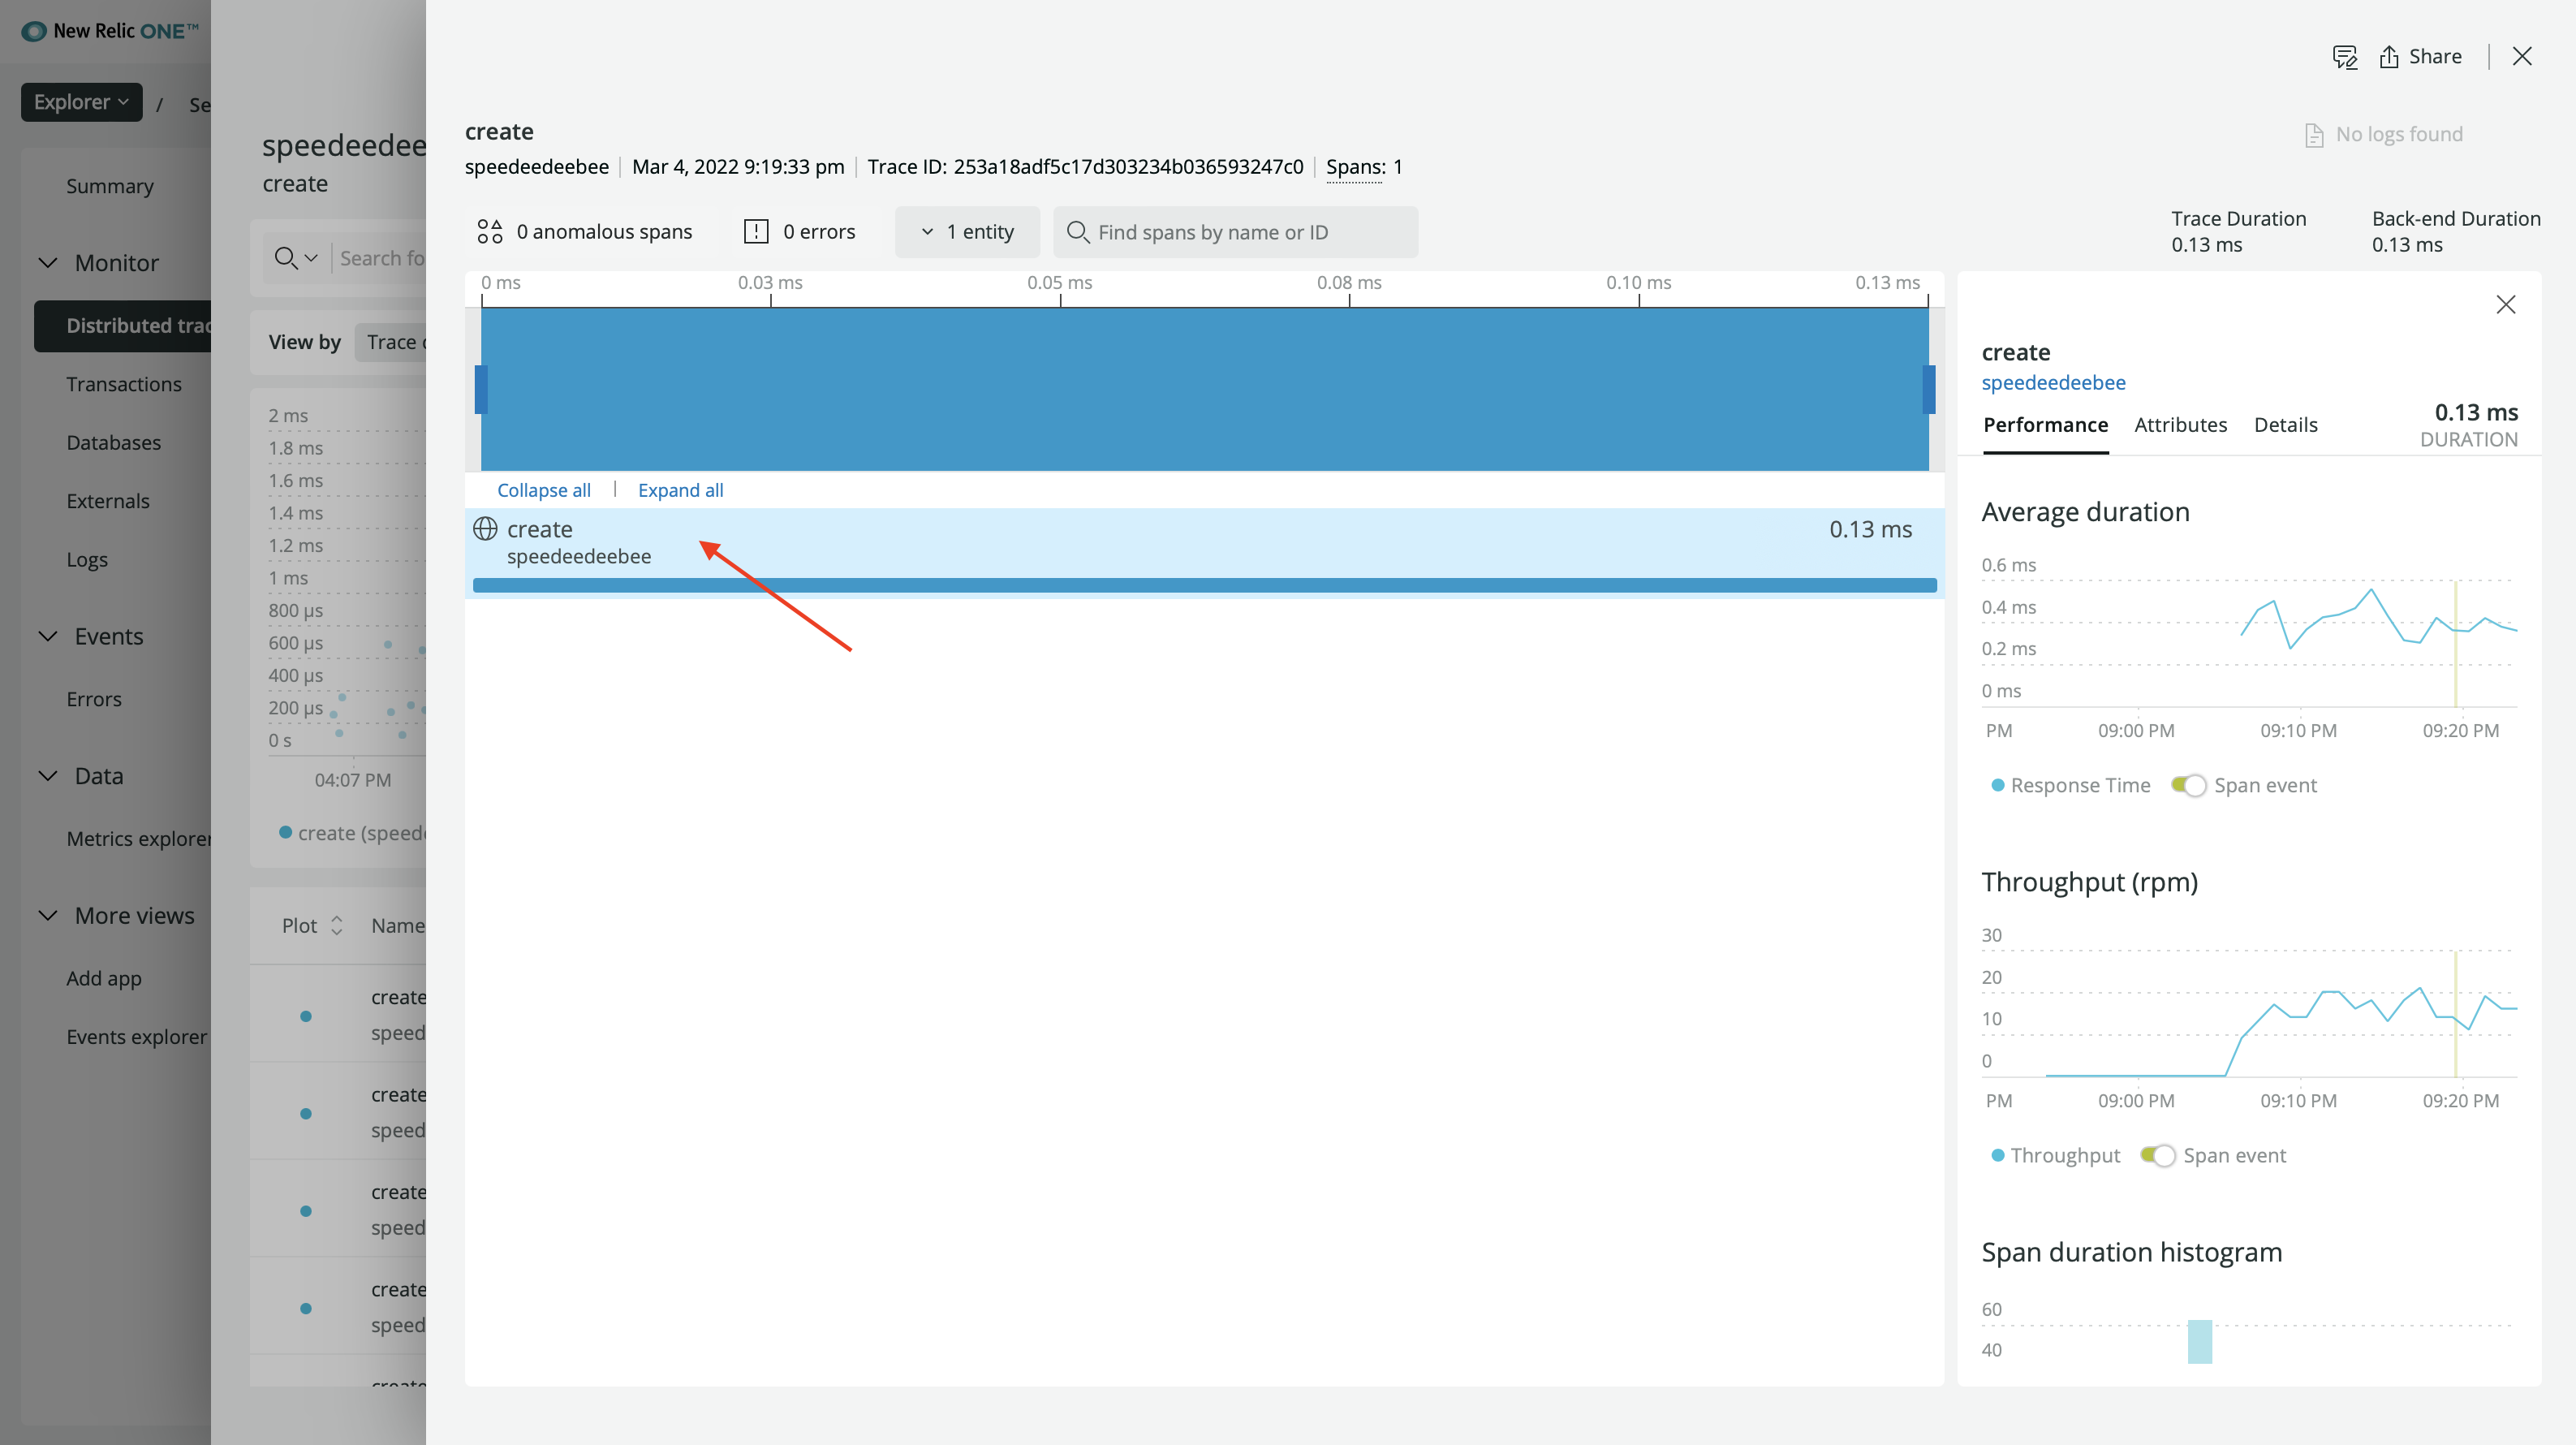 New Relic ONE™
Explorer / Se
Summary
Monitor
Distributed trac
Transactions
Databases
Externals
Logs
Events
Errors
Data
Metrics explorer
More views
Add app
Events explorer
speedeedee
create
Search fo
View by Trace
2 ms
1.8 ms
1.6 ms
1.4 ms
1.2 ms
1 ms
800 µs
600 µs
400 µs
200 µs
0 s
04:07 PM
create (speed
Plot Name
create
speed
create
speed
create
speed
create
speed
Share
create
No logs found
speedeedeebee Mar 4, 2022 9:19:33 pm Trace ID: 253a18adf5c17d303234b036593247c0 Spans: 1
0 anomalous spans 0 errors 1 entity Find spans by name or ID
Trace Duration
0.13 ms
Back-end Duration
0.13 ms
0 ms 0.03 ms 0.05 ms 0.08 ms 0.10 ms 0.13 ms
Collapse all | Expand all
create 0.13 ms
speedeedeebee
create
speedeedeebee
Performance Attributes Details
0.13 ms
DURATION
Average duration
0.6 ms
0.4 ms
0.2 ms
0 ms
PM 09:00 PM 09:10 PM 09:20 PM
Response Time Span event
Throughput (rpm)
30
20
10
0
PM 09:00 PM 09:10 PM 09:20 PM
Throughput Span event
Span duration histogram
60
40